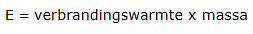 E = verbrandingswarmte x massa